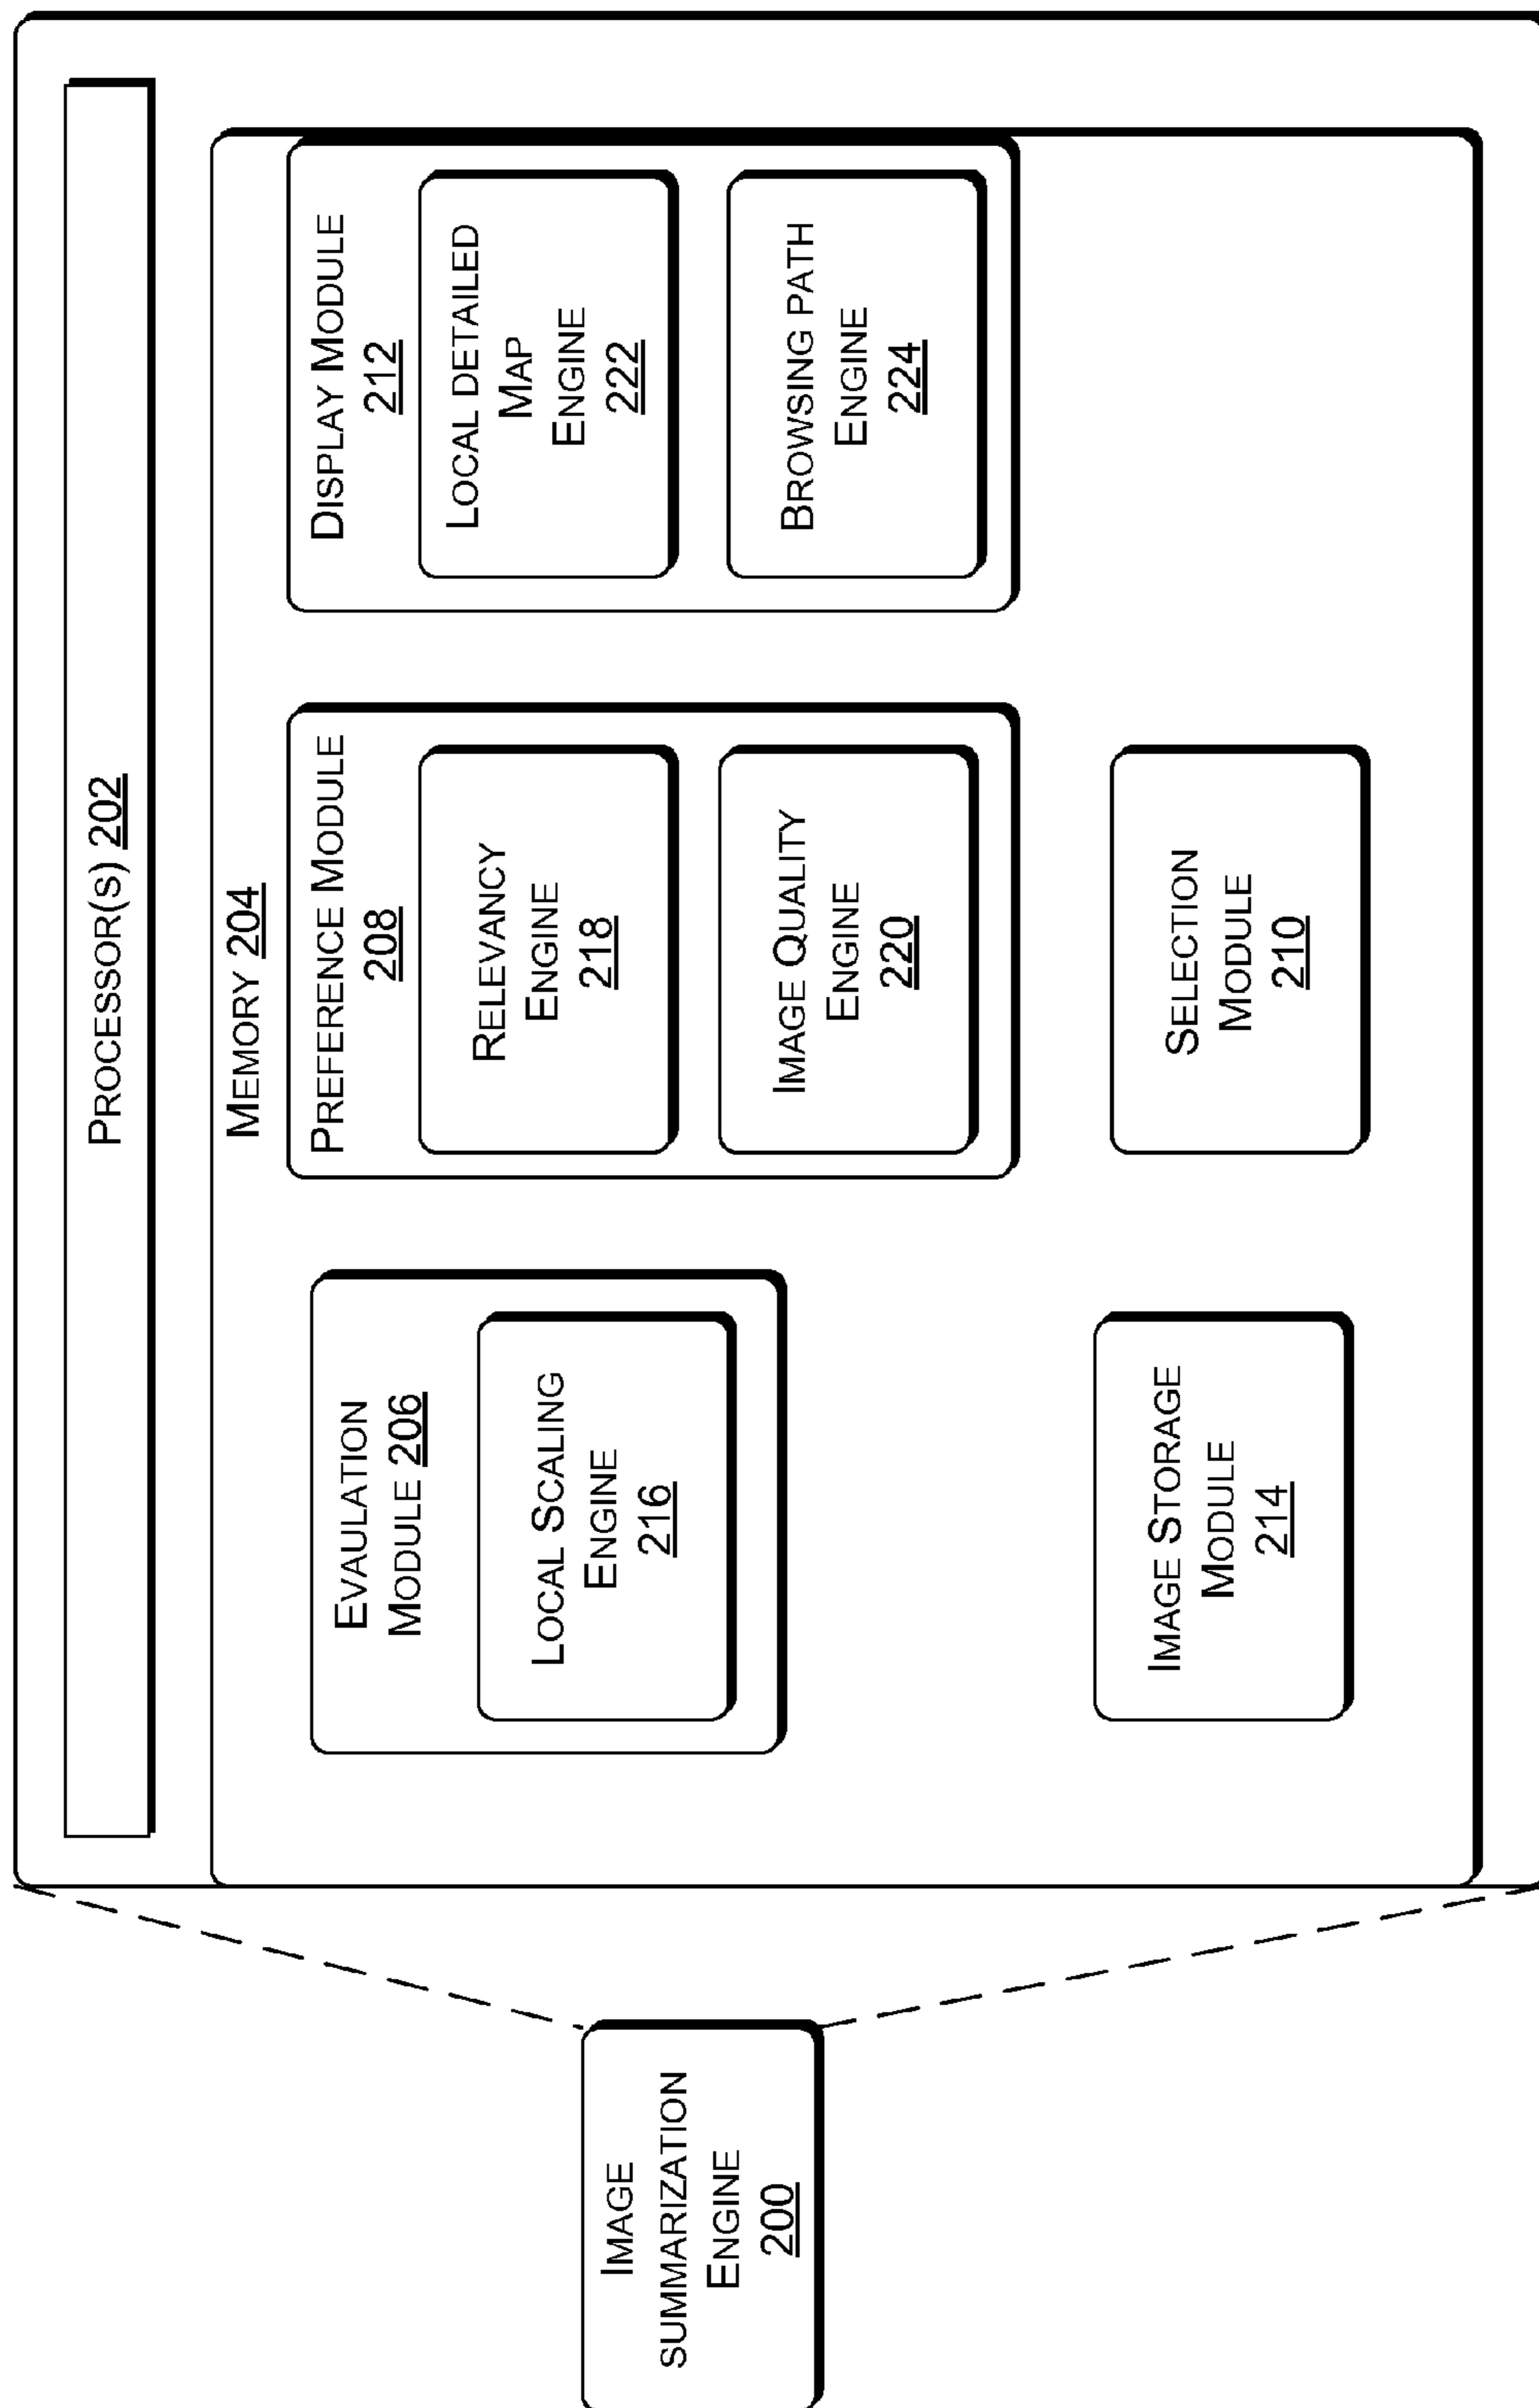 IMAGE
SUMMARIZATION
ENGINE
200
PROCESSOR(S) 202
MEMORY 204
EVAULATION
MODULE 206
LOCAL SCALING
ENGINE
216
PREFERENCE MODULE
208
RELEVANCY
ENGINE
218
IMAGE QUALITY
ENGINE
220
DISPLAY MODULE
212
LOCAL DETAILED
MAP
ENGINE
222
BROWSING PATH
ENGINE
224
IMAGE STORAGE
MODULE
214
SELECTION
MODULE
210